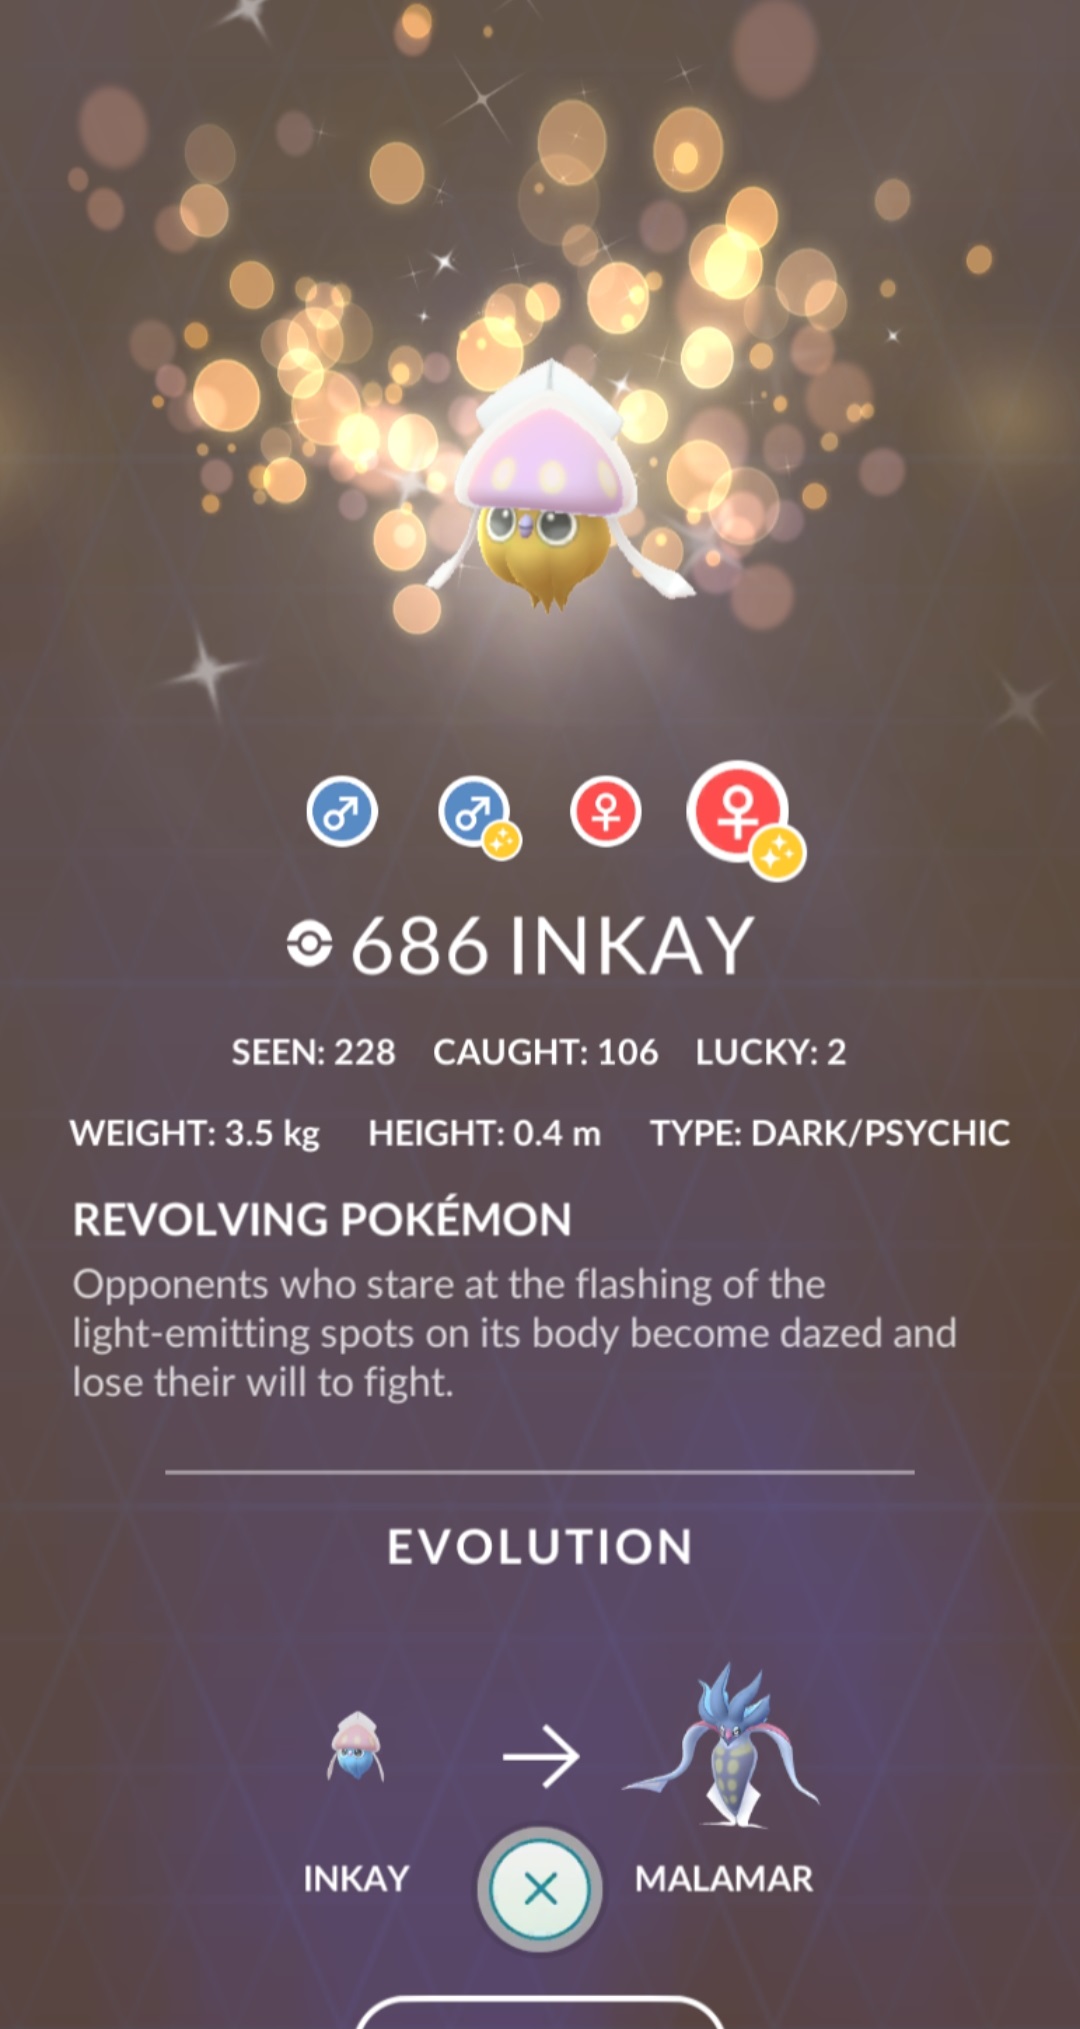 686 INKAY
SEEN: 228 CAUGHT: 106 LUCKY: 2
WEIGHT: 3.5 kg HEIGHT: 0.4 m TYPE: DARK/PSYCHIC
REVOLVING POKÉMON
Opponents who stare at the flashing of the
light-emitting spots on its body become dazed and
lose their will to fight.
EVOLUTION
INKAY MALAMAR